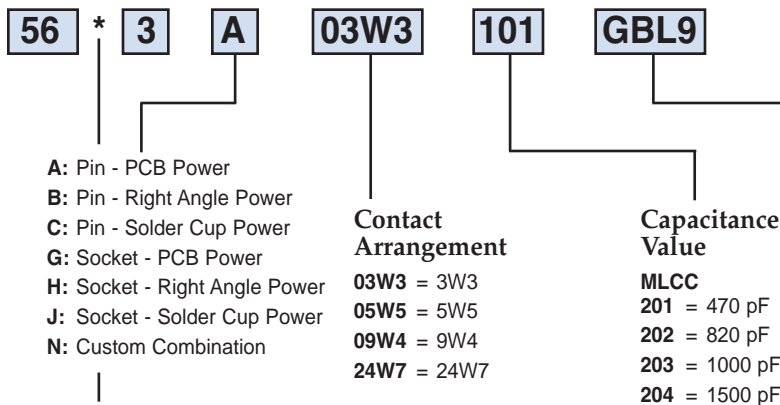 56 * 3 A 03W3 101 GBL9
A: Pin - PCB Power
B: Pin - Right Angle Power
C: Pin - Solder Cup Power
G: Socket - PCB Power
H: Socket - Right Angle Power
J: Socket - Solder Cup Power
N: Custom Combination
Contact
Arrangement
03W3 = 3W3
05W5 = 5W5
09W4 = 9W4
24W7 = 24W7
Capacitance
Value
MLCC
201 = 470 pF
202 = 820 pF
203 = 1000 pF
204 = 1500 pF